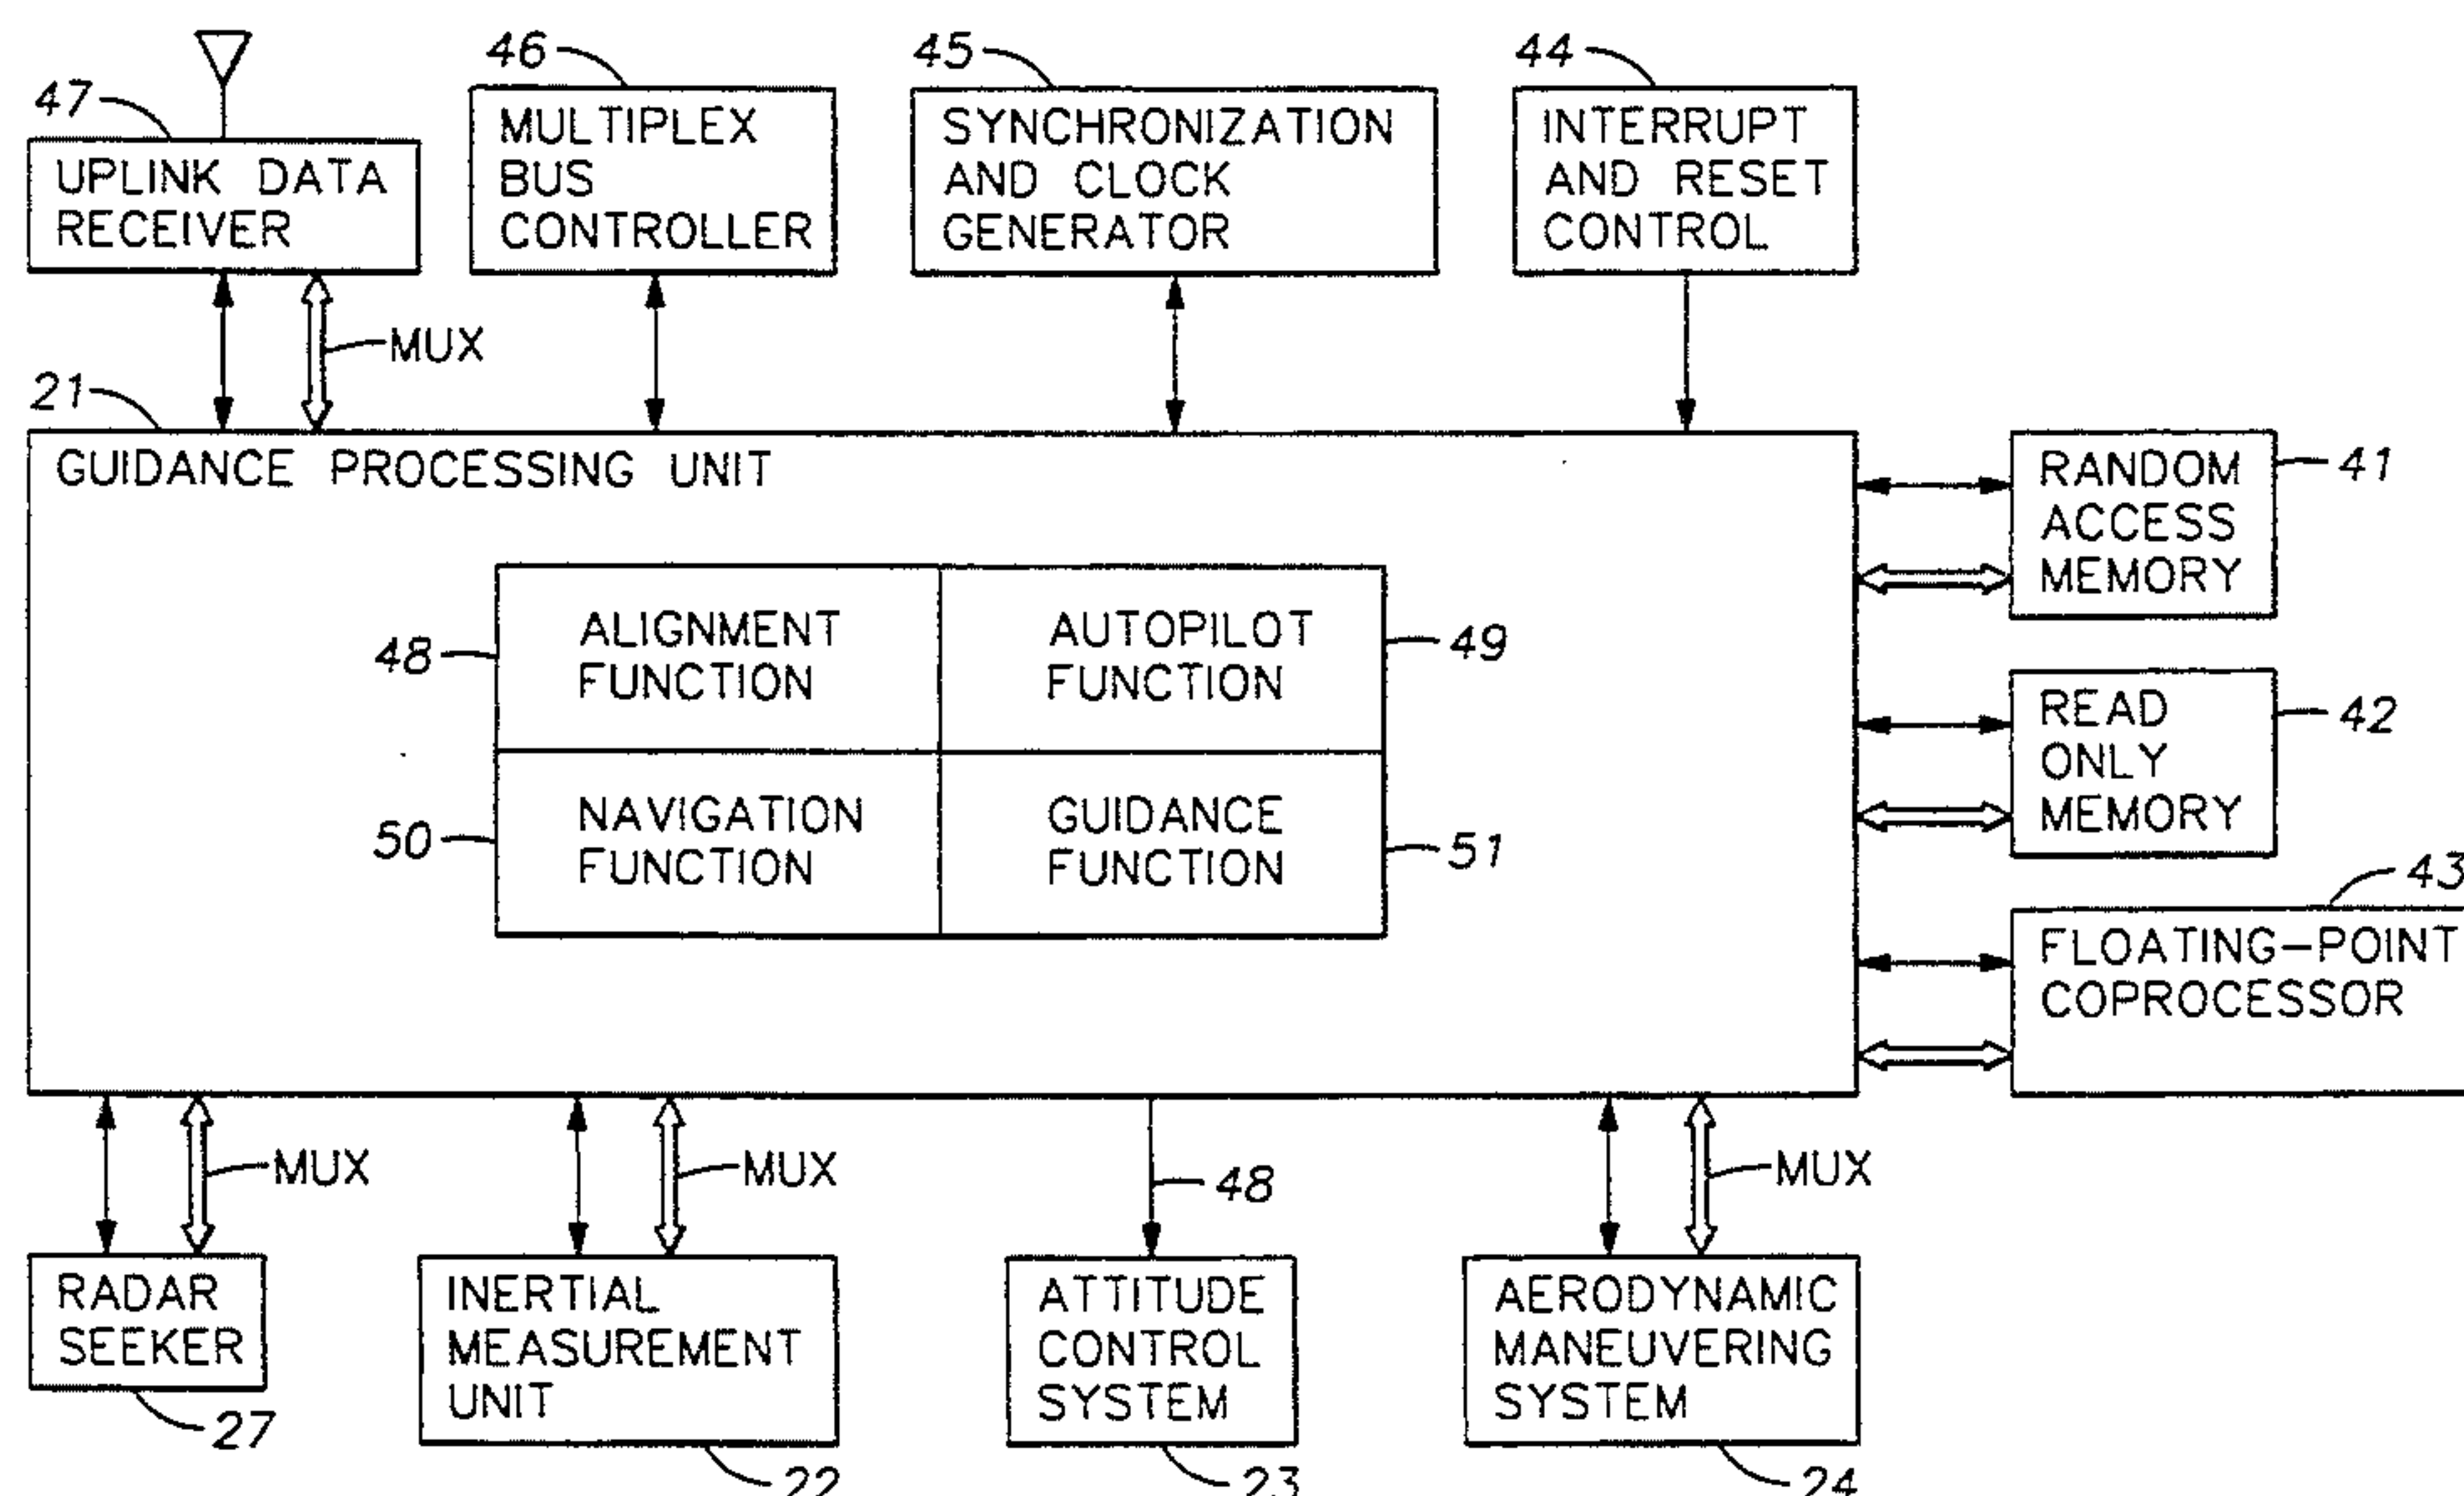 47
UPLINK DATA
RECEIVER
46
MULTIPLEX
BUS
CONTROLLER
45
SYNCHRONIZATION
AND CLOCK
GENERATOR
44
INTERRUPT
AND RESET
CONTROL
MUX
21
GUIDANCE PROCESSING UNIT
48
ALIGNMENT
FUNCTION
AUTOPILOT
FUNCTION
49
50
NAVIGATION
FUNCTION
GUIDANCE
FUNCTION
51
RANDOM
ACCESS
MEMORY
41
READ
ONLY
MEMORY
42
43
FLOATING-POINT
COPROCESSOR
MUX
MUX
48
MUX
RADAR
SEEKER
27
INERTIAL
MEASUREMENT
UNIT
22
ATTITUDE
CONTROL
SYSTEM
23
AERODYNAMIC
MANEUVERING
SYSTEM
24